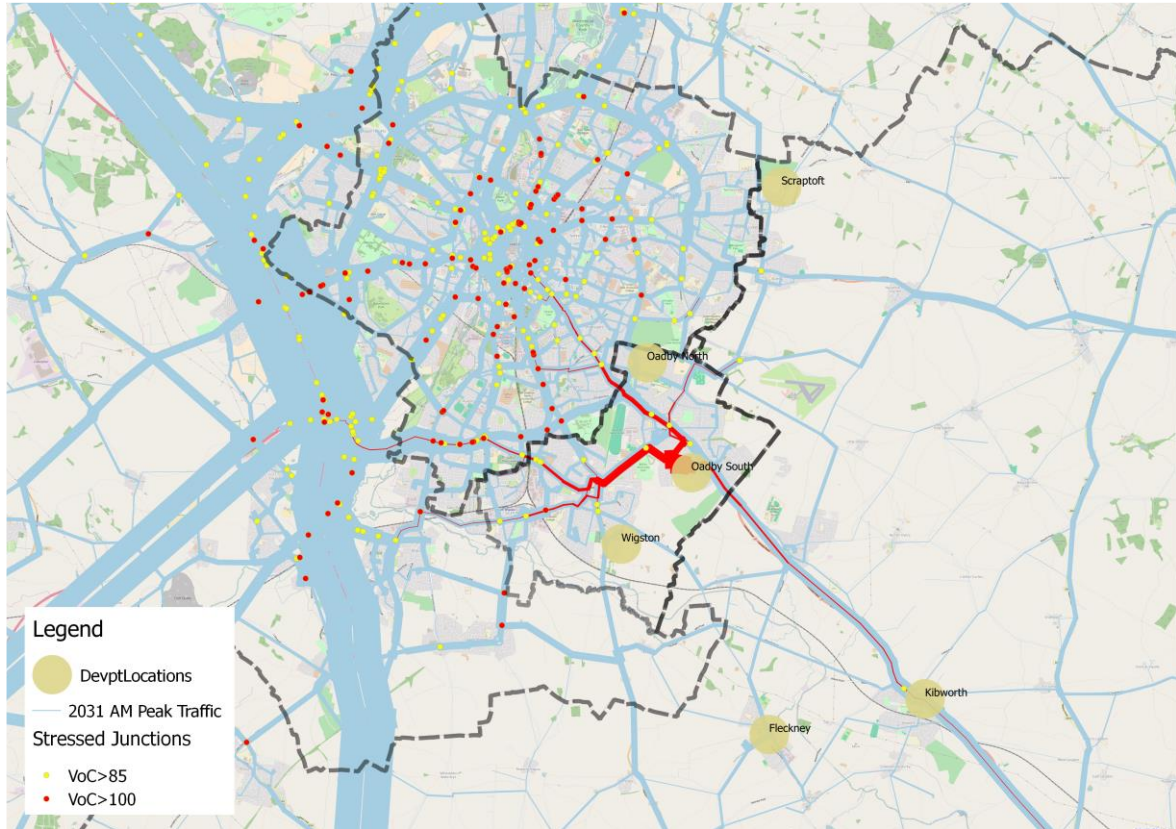 Scraptoft
Oadby North
Oadby South
Wigston
Kibworth
Fleckney
Legend
DevptLocations
2031 AM Peak Traffic
Stressed Junctions
VoC>85
VoC>100